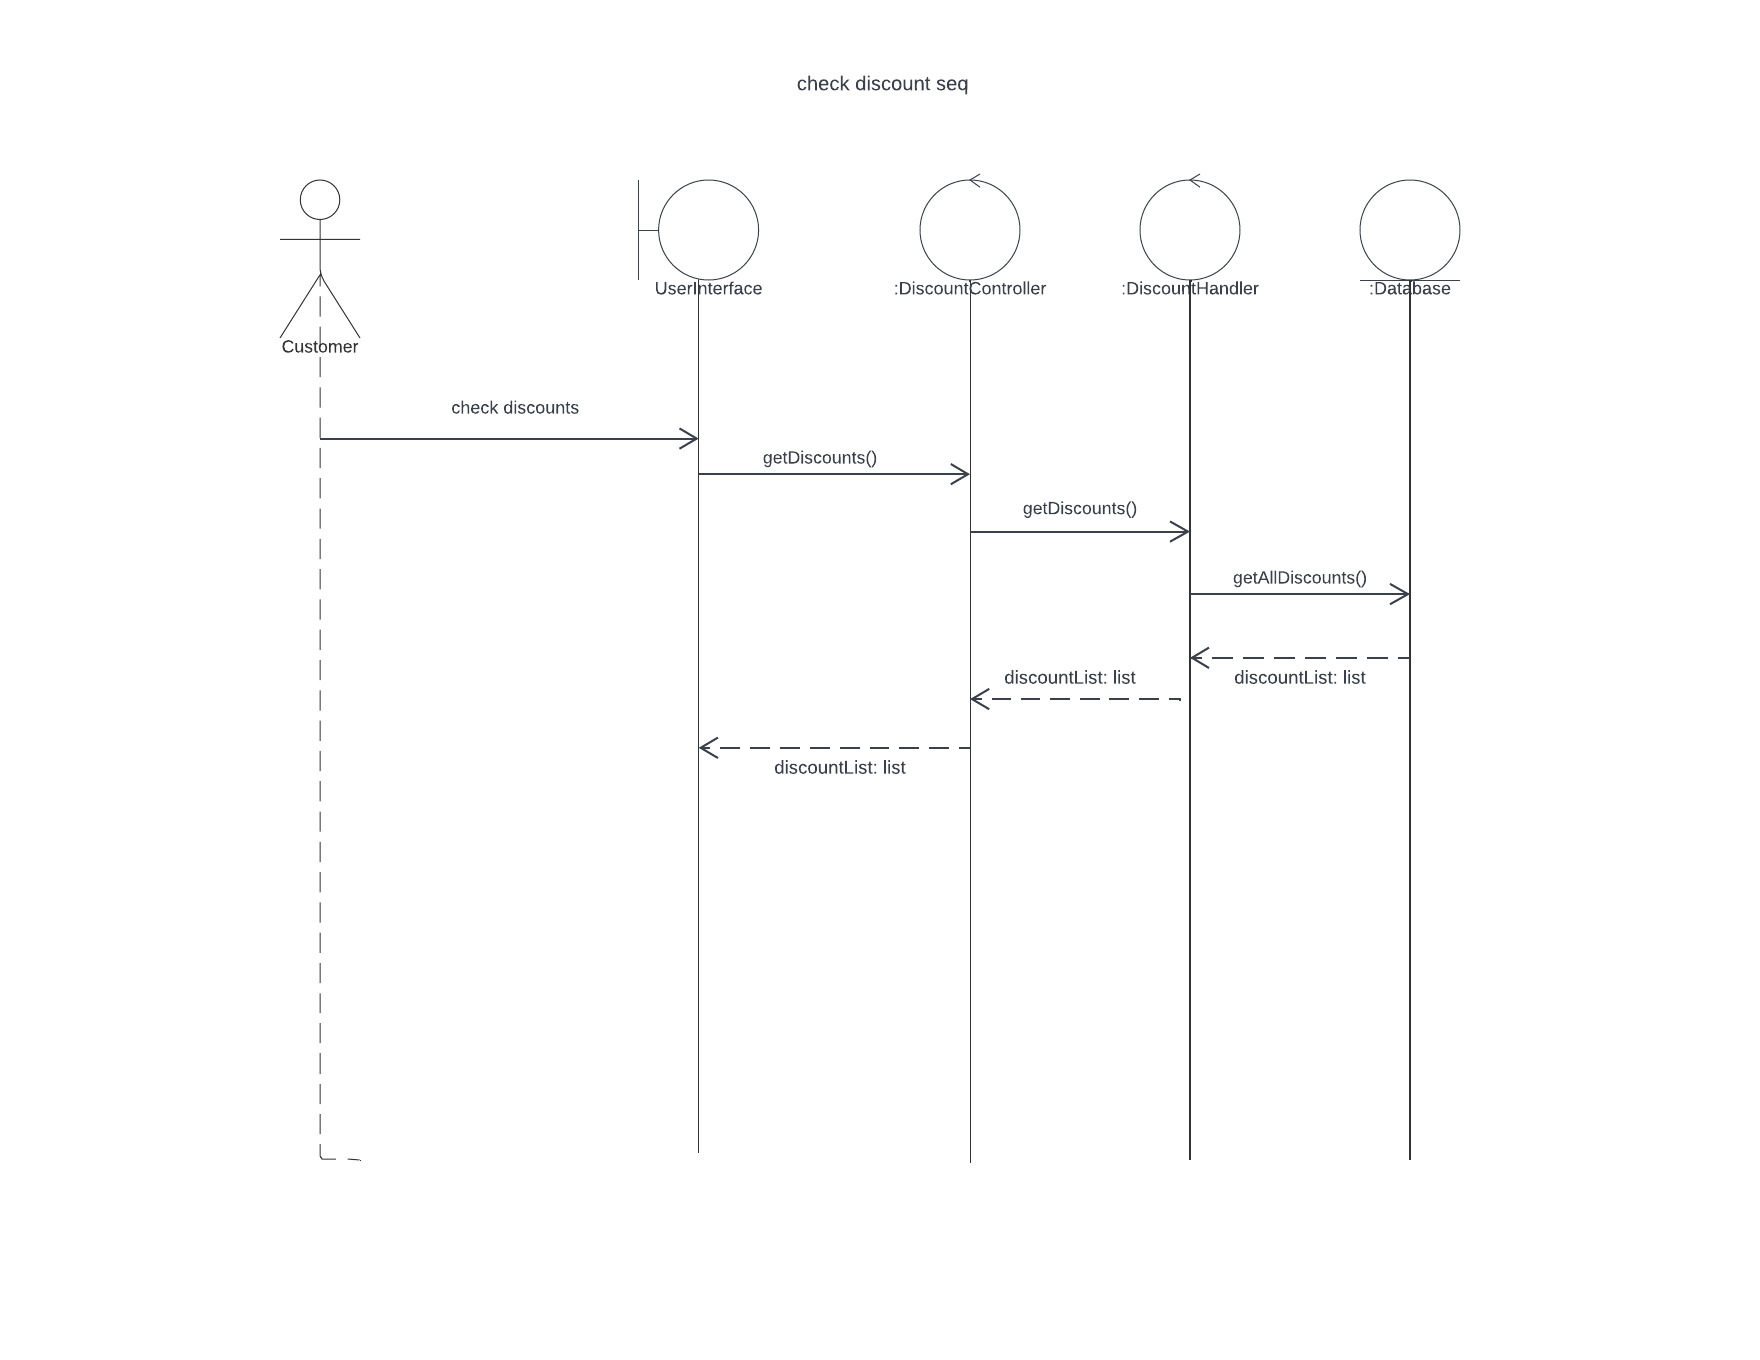 check discount seq
UserInterface
:DiscountController
:DiscountHandler
:Database
Customer
check discounts
getDiscounts()
getDiscounts()
getAllDiscounts()
discountList: list
discountList: list
discountList: list